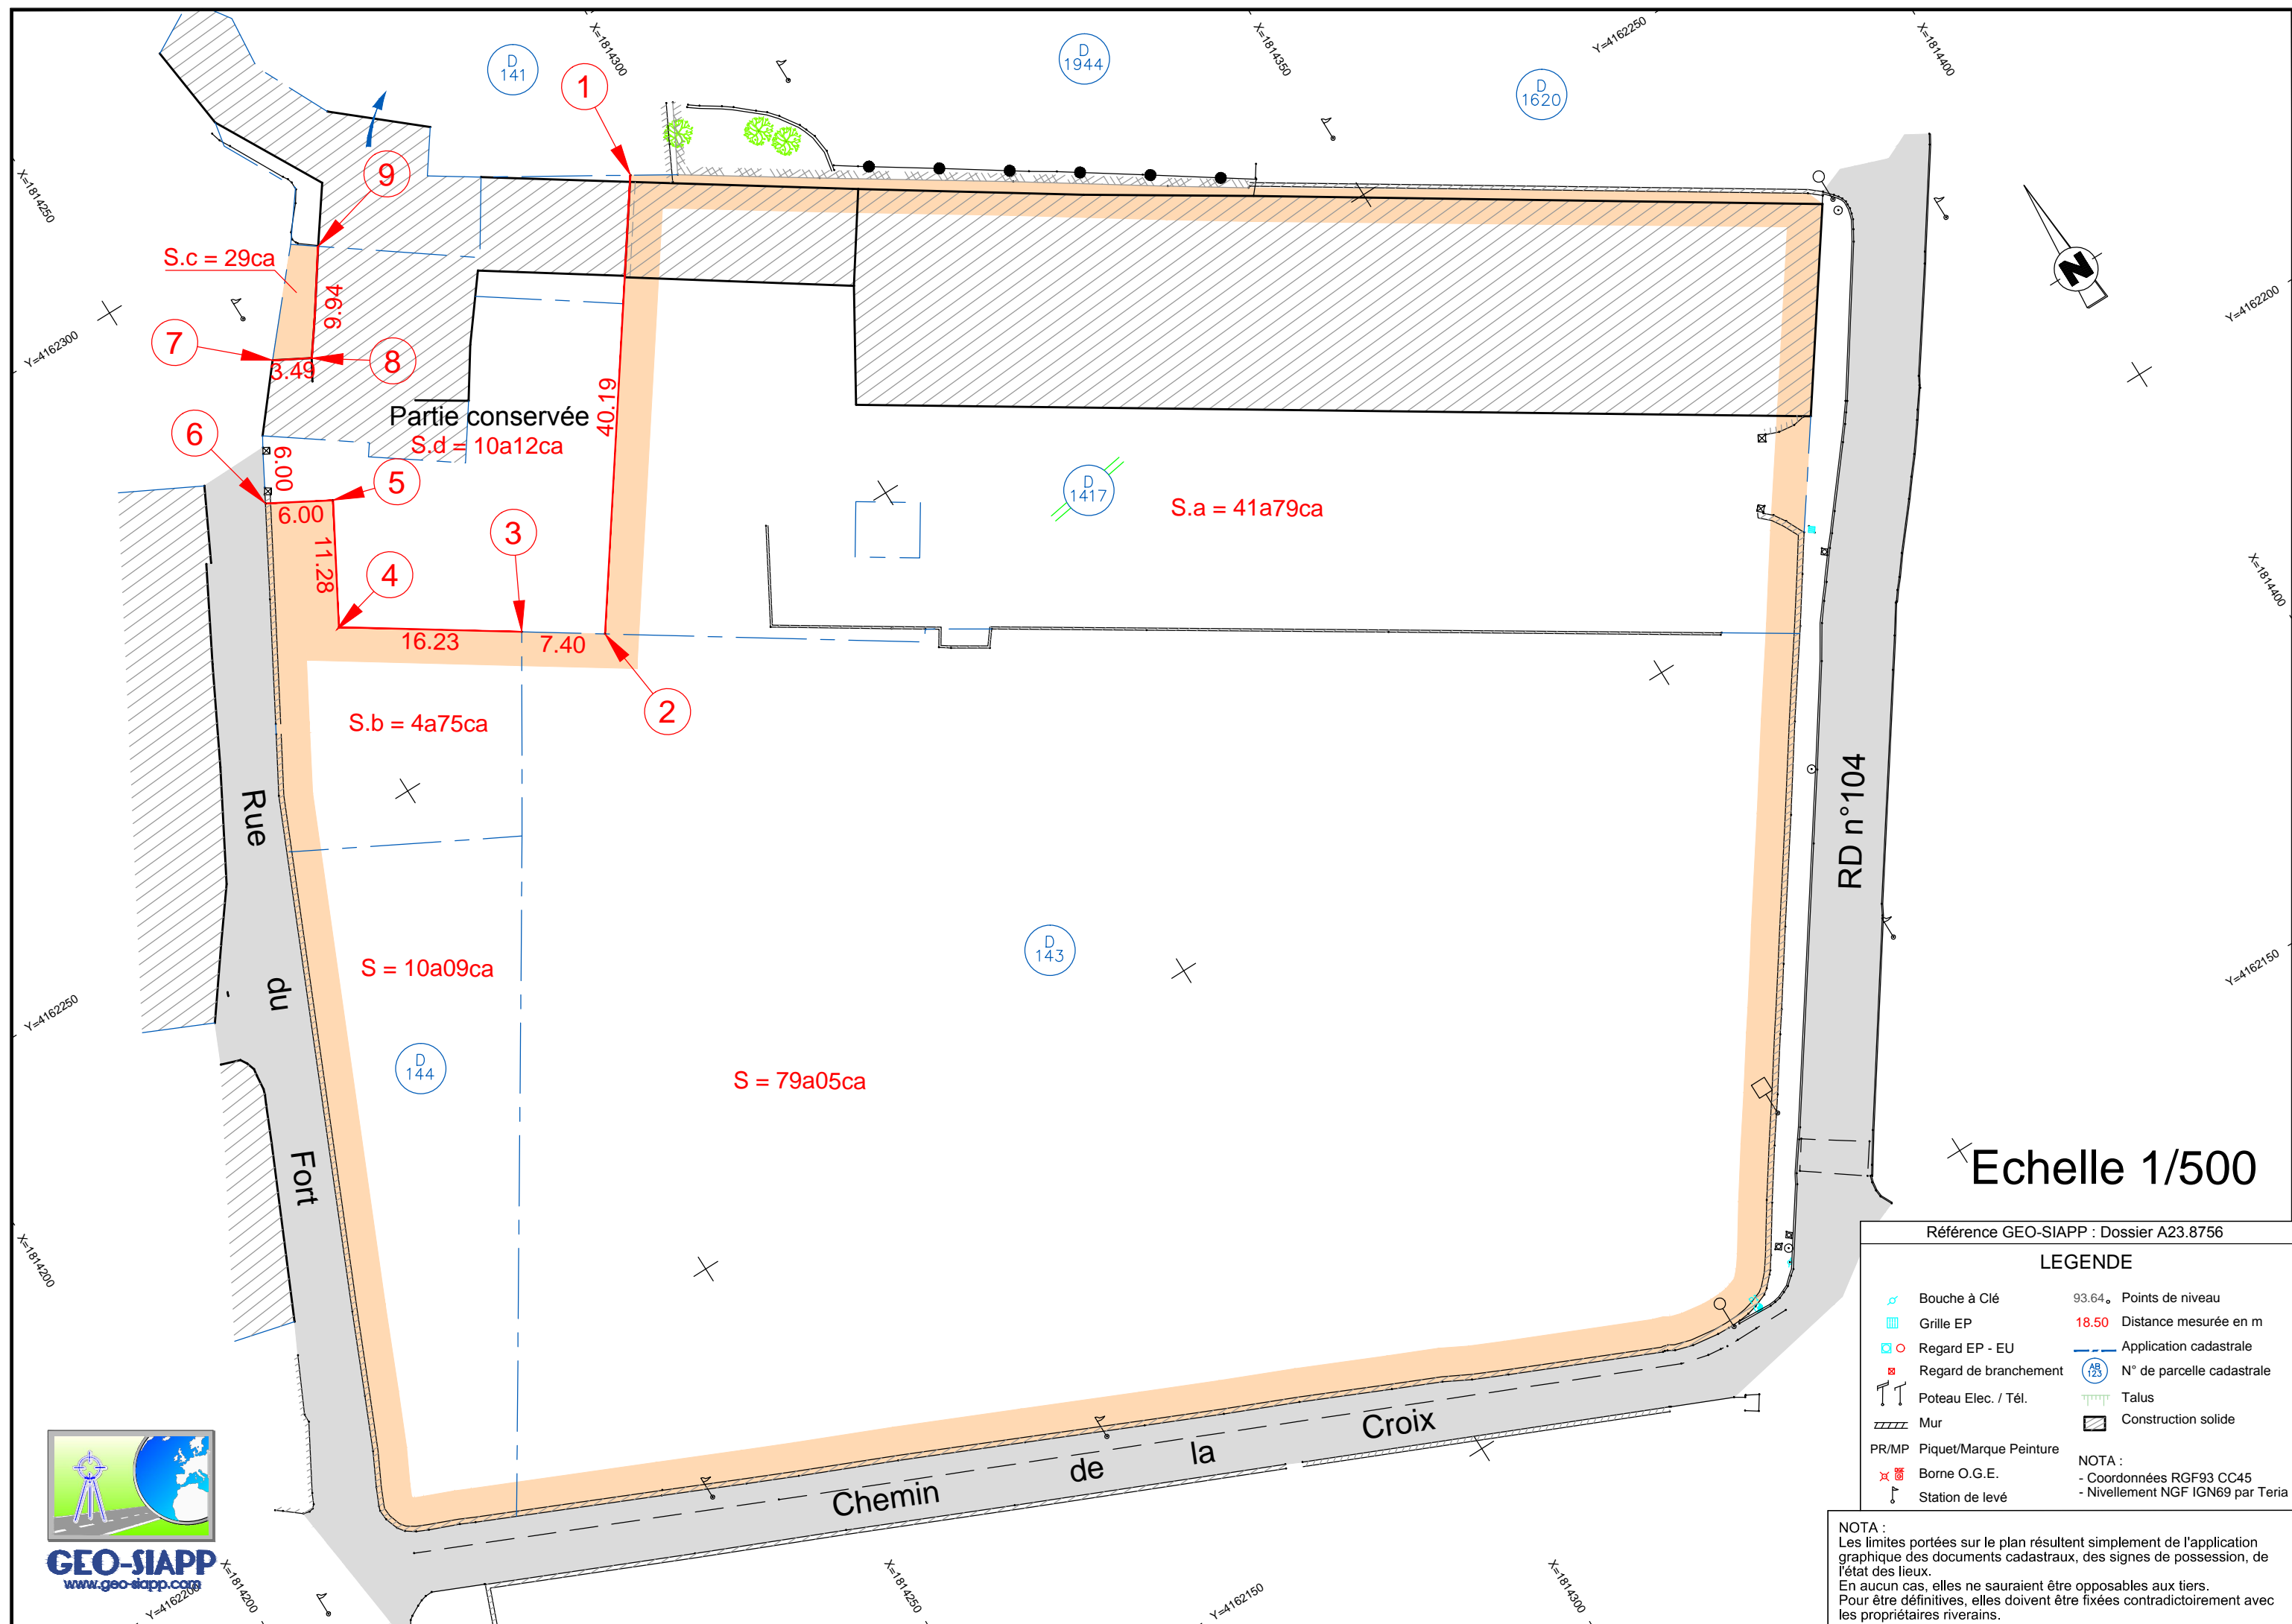 X=1814300
X=1814350
Y=4162250
X=1814400
D
141
D
1944
D
1620
1
9
X=1814250
S.c = 29ca
9.94
Y=4162300
7
8
3.49
Y=4162200
40.19
Partie conservée
S.d = 10a12ca
6
6.00
5
6.00
D
1417
S.a = 41a79ca
3
11.28
4
X=1814400
16.23
7.40
2
S.b = 4a75ca
Rue
du
Fort
RD n°104
S = 10a09ca
D
143
Y=4162150
Y=4162250
D
144
S = 79a05ca
X=1814200
Echelle 1/500
Chemin
de
la
Croix
Référence GEO-SIAPP : Dossier A23.8756
LEGENDE
Bouche à Clé
Grille EP
Regard EP - EU
Regard de branchement
Poteau Elec. / Tél.
Mur
PR/MP Piquet/Marque Peinture
Borne O.G.E.
Station de levé
93.64 Points de niveau
18.50 Distance mesurée en m
Application cadastrale
AB
123
N° de parcelle cadastrale
Talus
Construction solide
NOTA :
- Coordonnées RGF93 CC45
- Nivellement NGF IGN69 par Teria
NOTA :
Les limites portées sur le plan résultent simplement de l'application
graphique des documents cadastraux, des signes de possession, de
l'état des lieux.
En aucun cas, elles ne sauraient être opposables aux tiers.
Pour être définitives, elles doivent être fixées contradictoirement avec
les propriétaires riverains.
GEO-SIAPP
www.geo-siapp.com
Y=4162200
X=1814200
X=1814250
Y=4162150
X=1814300
N